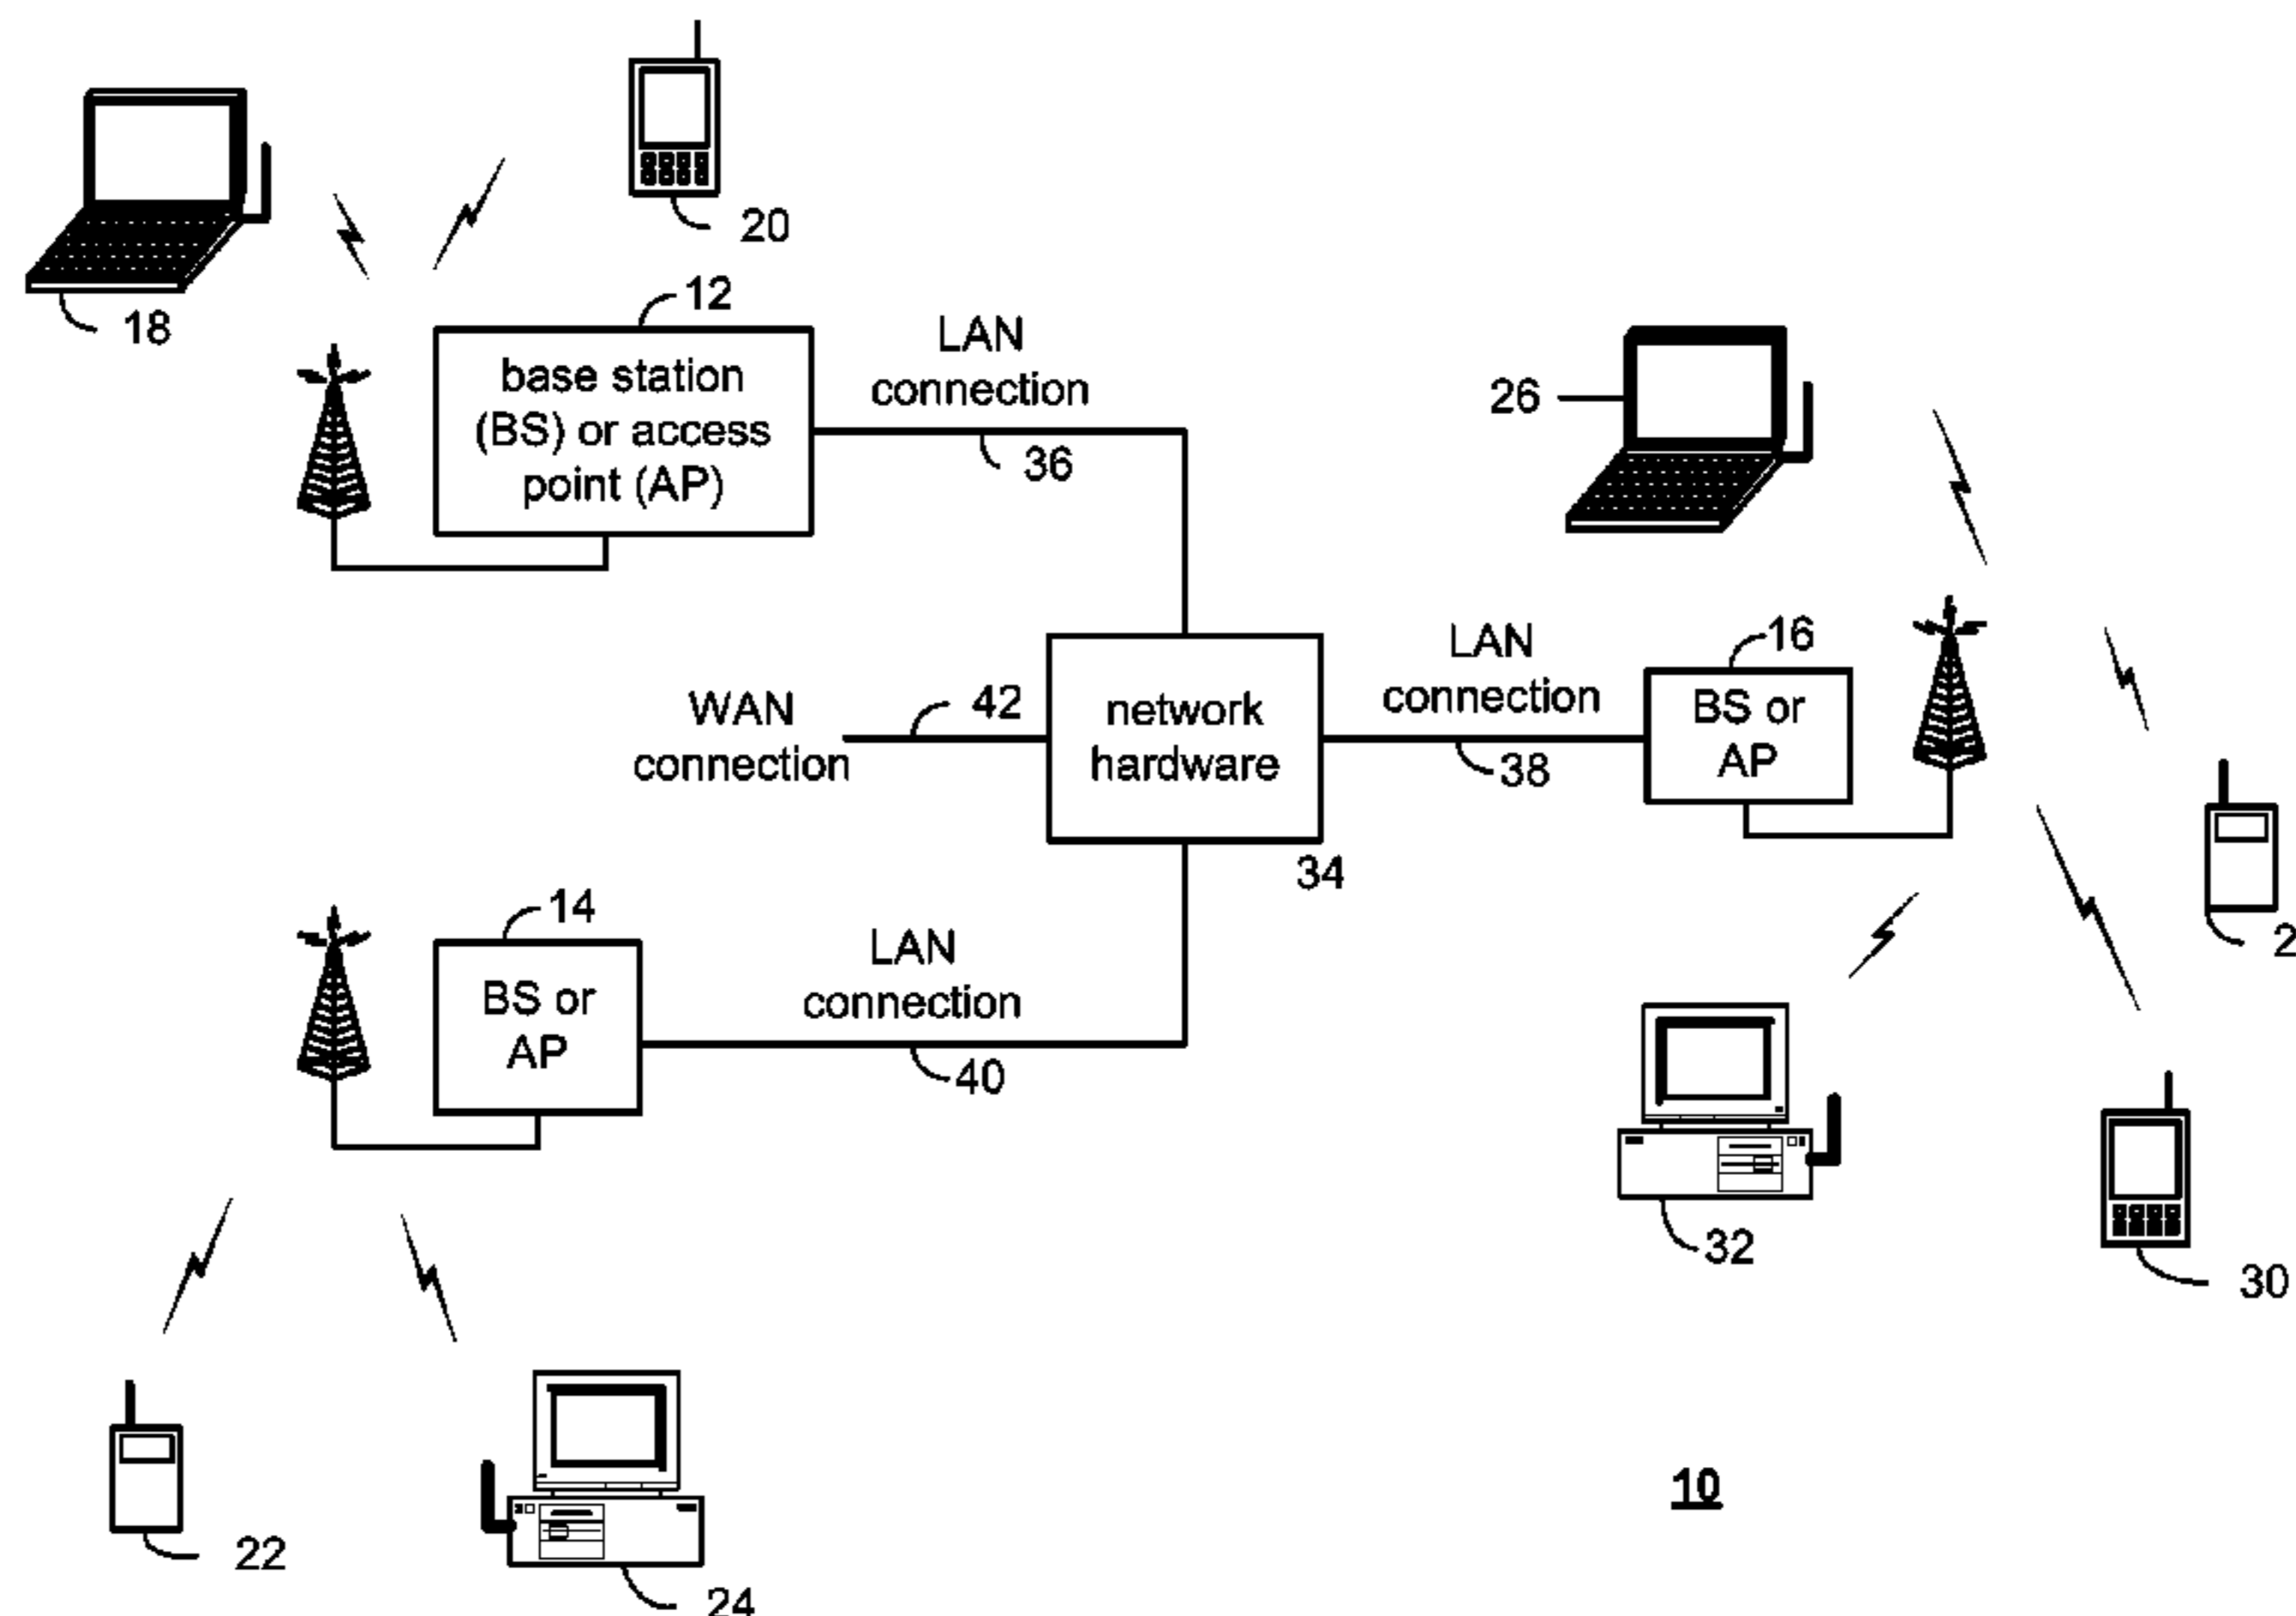 20
18
12
base station
(BS) or access
point (AP)
LAN
connection
36
26
16
LAN
connection
BS or
AP
38
WAN
connection
42
network
hardware
34
14
BS or
AP
LAN
connection
40
2
32
30
22
24
10